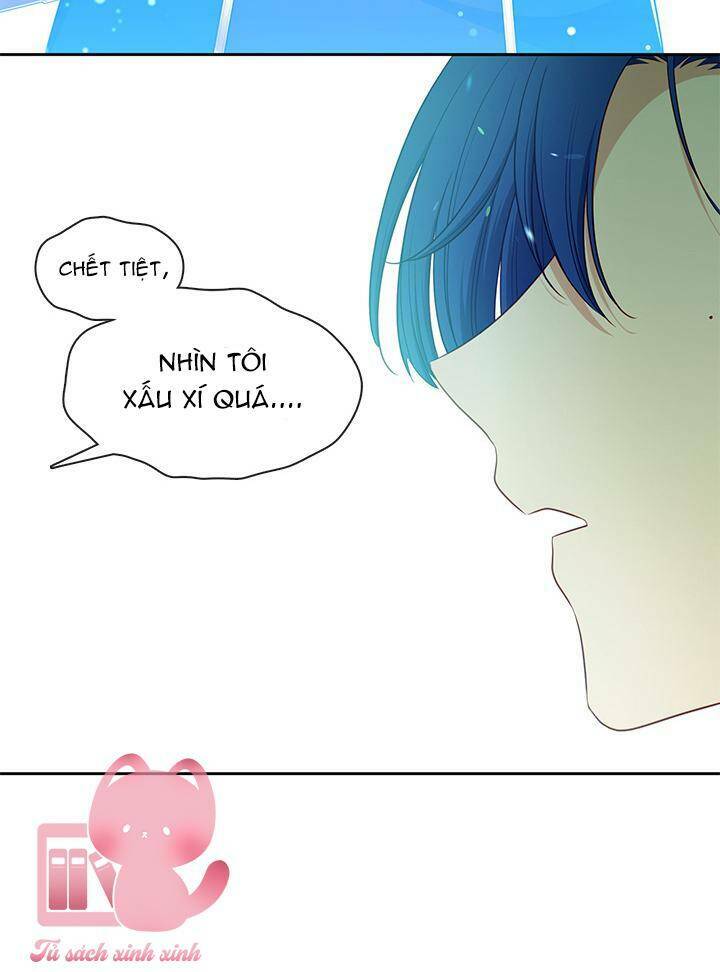 CHẾT TIỆT,
NHÌN TÔI
XẤU XÍ QUÁ....
Tủ sách xinh xinh